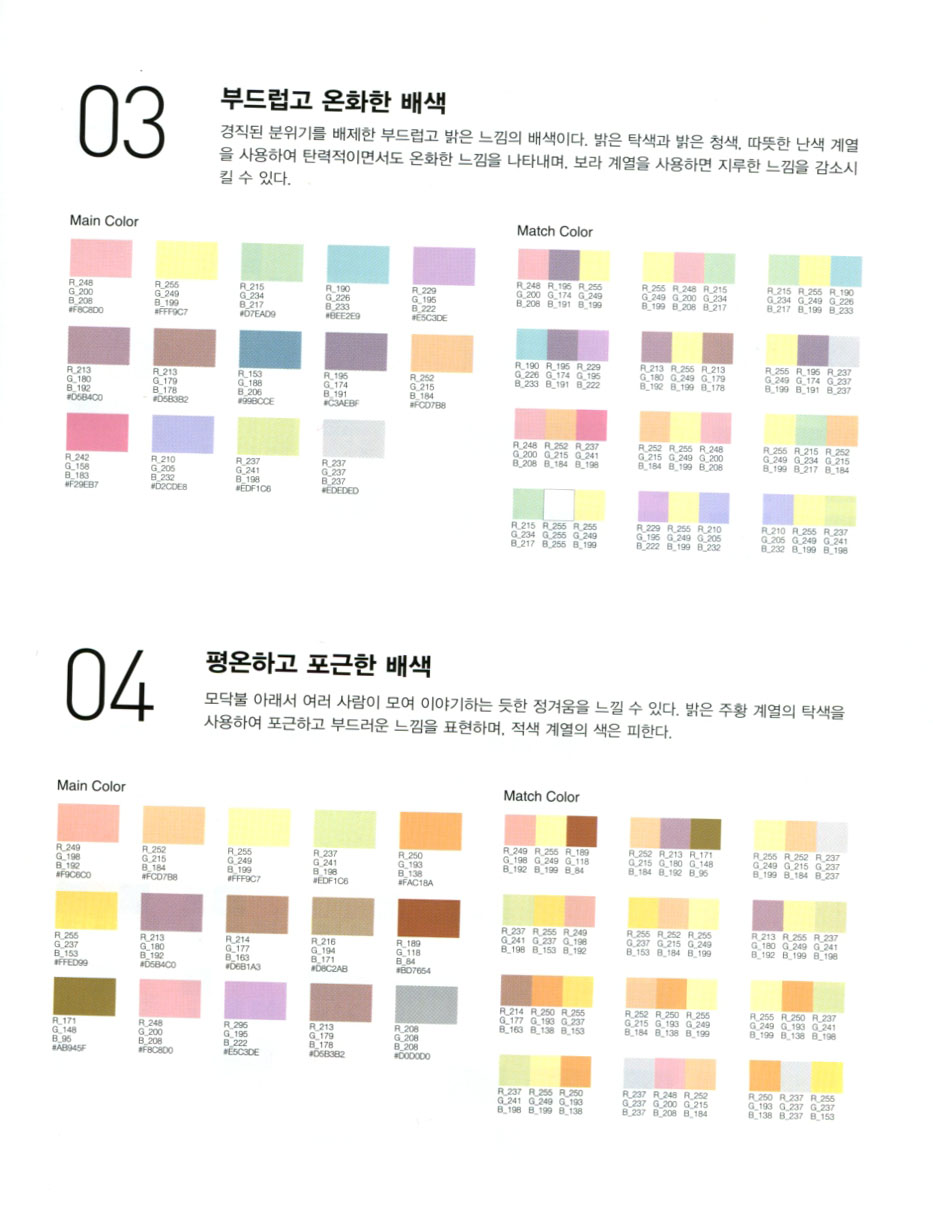 03
부드럽고 온화한 배색
경직된 분위기를 배제한 부드럽고 밝은 느낌의 배색이다. 밝은 탁색과 밝은 청색, 따뜻한 난색 계열
을 사용하여 탄력적이면서도 온화한 느낌을 나타내며, 보라 계열을 사용하면 지루한 느낌을 감소시
킬 수 있다.
Main Color
R_248 R_255 R_215 R_190 R_229
G_200 G_249 G_234 G_226 G_195
B_208 B_199 B_217 B_233 B_222
#F8C8D0 #FFF9C7 #D7EAD9 #BEE2E9 #E5C3DE
R_213 R_213 R_153 R_195 R_252
G_180 G_179 G_188 G_174 G_215
B_192 B_178 B_206 B_191 B_184
#D5B4C0 #D5B3B2 #99BCCE #C3AEBF #FCD7B8
R_242 R_210 R_237 R_237
G_158 G_205 G_241 G_237
B_183 B_232 B_198 B_237
#F29EB7 #D2CDE8 #EDF1C6 #EDEDED
Match Color
R_248 R_195 R_255 R_255 R_248 R_215 R_215 R_255 R_190
G_200 G_174 G_249 G_249 G_200 G_234 G_234 G_249 G_226
B_208 B_191 B_199 B_199 B_208 B_217 B_217 B_199 B_233
R_190 R_195 R_229 R_213 R_255 R_213 R_255 R_195 R_237
G_226 G_174 G_195 G_180 G_249 G_179 G_249 G_174 G_237
B_233 B_191 B_222 B_192 B_199 B_178 B_199 B_191 B_237
R_248 R_252 R_237 R_252 R_255 R_248 R_255 R_215 R_252
G_200 G_215 G_241 G_215 G_249 G_200 G_249 G_234 G_215
B_208 B_184 B_198 B_184 B_199 B_208 B_199 B_217 B_184
R_215 R_255 R_255 R_229 R_255 R_210 R_210 R_255 R_237
G_234 G_255 G_249 G_195 G_249 G_205 G_205 G_249 G_241
B_217 B_255 B_199 B_222 B_199 B_232 B_232 B_199 B_198
04
평온하고 포근한 배색
모닥불 아래서 여러 사람이 모여 이야기하는 듯한 정겨움을 느낄 수 있다. 밝은 주황 계열의 탁색을
사용하여 포근하고 부드러운 느낌을 표현하며, 적색 계열의 색은 피한다.
Main Color
R_249 R_252 R_255 R_237 R_250
G_198 G_215 G_249 G_241 G_193
B_192 B_184 B_199 B_198 B_138
#F9C6C0 #FCD7B8 #FFF9C7 #EDF1C6 #FAC18A
R_255 R_213 R_214 R_216 R_189
G_237 G_180 G_177 G_194 G_118
B_153 B_192 B_163 B_171 B_84
#FFED99 #D5B4C0 #D6B1A3 #D8C2AB #BD7654
R_171 R_248 R_295 R_213 R_208
G_148 G_200 G_195 G_179 G_208
B_95 B_208 B_222 B_178 B_208
#AB945F #F8C8D0 #E5C3DE #D5B3B2 #D0D0D0
Match Color
R_249 R_255 R_189 R_252 R_213 R_171 R_255 R_252 R_237
G_198 G_249 G_118 G_215 G_180 G_148 G_249 G_215 G_237
B_192 B_199 B_84 B_184 B_192 B_95 B_199 B_184 B_237
R_237 R_255 R_249 R_255 R_252 R_255 R_213 R_255 R_237
G_241 G_237 G_198 G_237 G_215 G_249 G_180 G_249 G_241
B_198 B_153 B_192 B_153 B_184 B_199 B_192 B_199 B_198
R_214 R_250 R_255 R_252 R_250 R_255 R_255 R_250 R_237
G_177 G_193 G_237 G_215 G_193 G_249 G_249 G_193 G_241
B_163 B_138 B_153 B_184 B_138 B_199 B_199 B_138 B_198
R_237 R_255 R_250 R_237 R_248 R_252 R_250 R_237 R_255
G_241 G_249 G_193 G_237 G_200 G_215 G_193 G_237 G_237
B_198 B_199 B_138 B_237 B_208 B_184 B_138 B_237 B_153